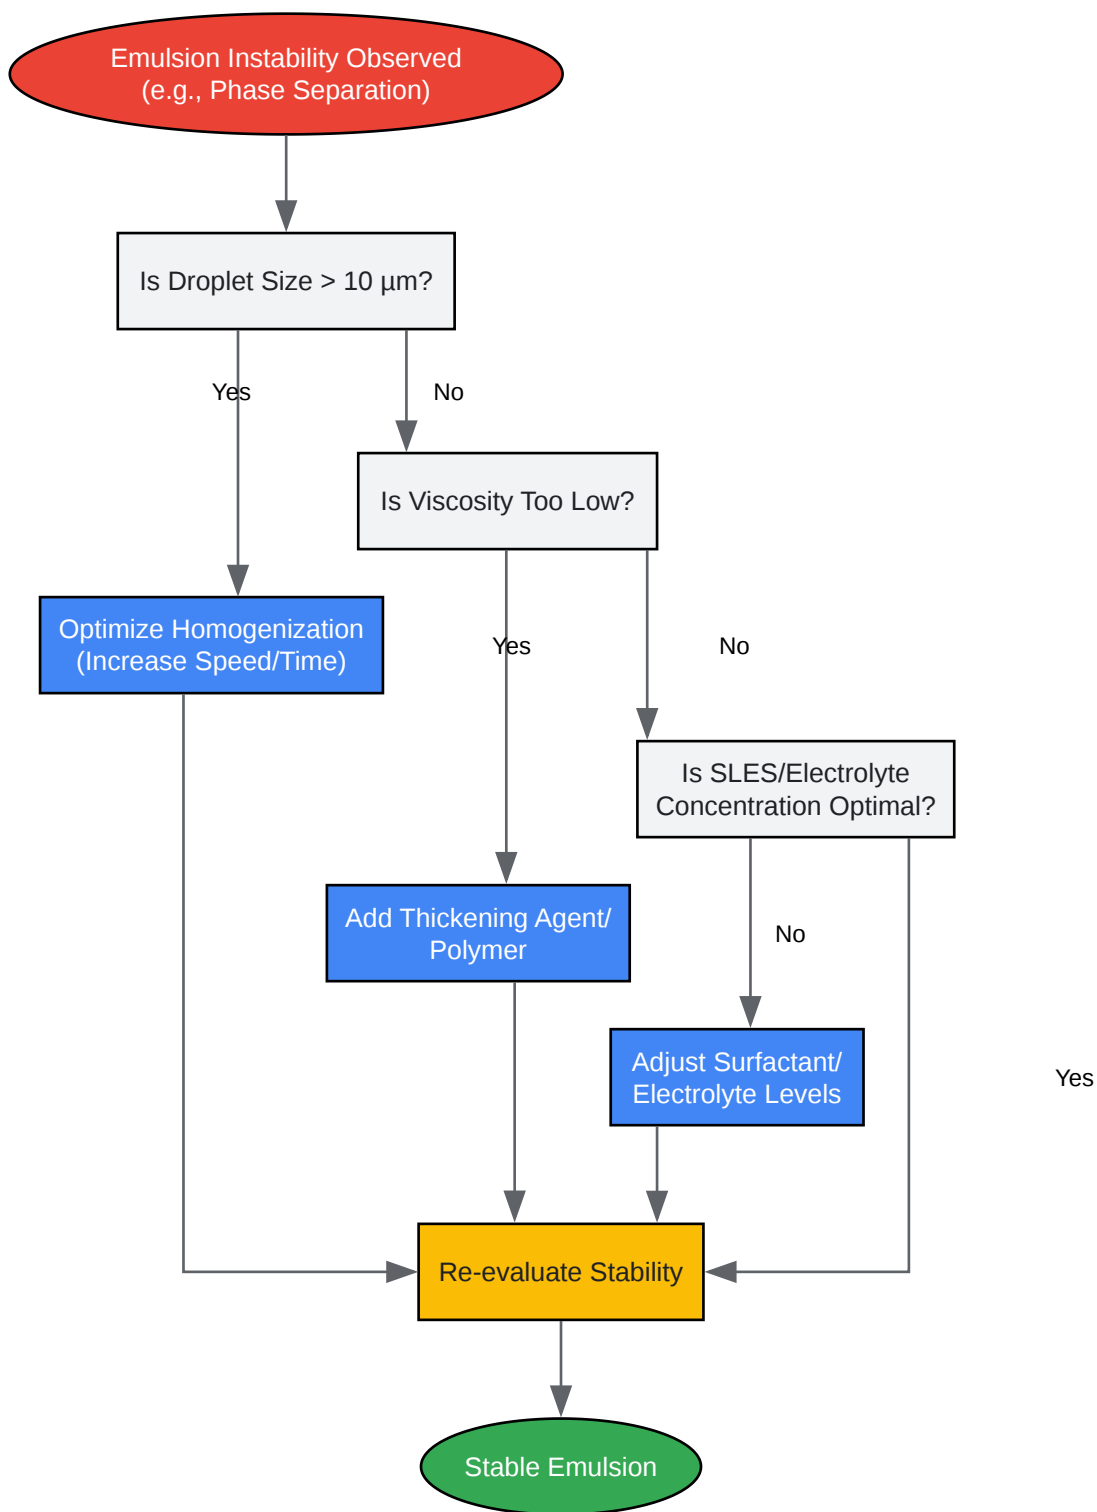 Emulsion Instability Observed
(e.g., Phase Separation)
Is Droplet Size > 10 µm?
Yes
No
Is Viscosity Too Low?
Optimize Homogenization
(Increase Speed/Time)
Yes
No
Is SLES/Electrolyte
Concentration Optimal?
Add Thickening Agent/
Polymer
No
Adjust Surfactant/
Electrolyte Levels
Yes
Re-evaluate Stability
Stable Emulsion